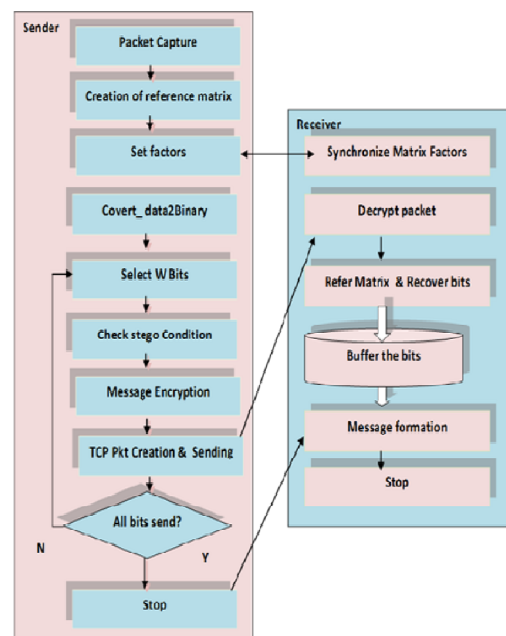 Sender
Packet Capture
Creation of reference matrix
Set factors
Covert_ data2Binary
Select W Bits
Check stego Condition
Message Encryption
TCP Pkt Creation & Sending
All bits send?
N
Y
Stop
Receiver
Synchronize Matrix Factors
Decrypt packet
Refer Matrix & Recover bits
Buffer the bits
Message formation
Stop